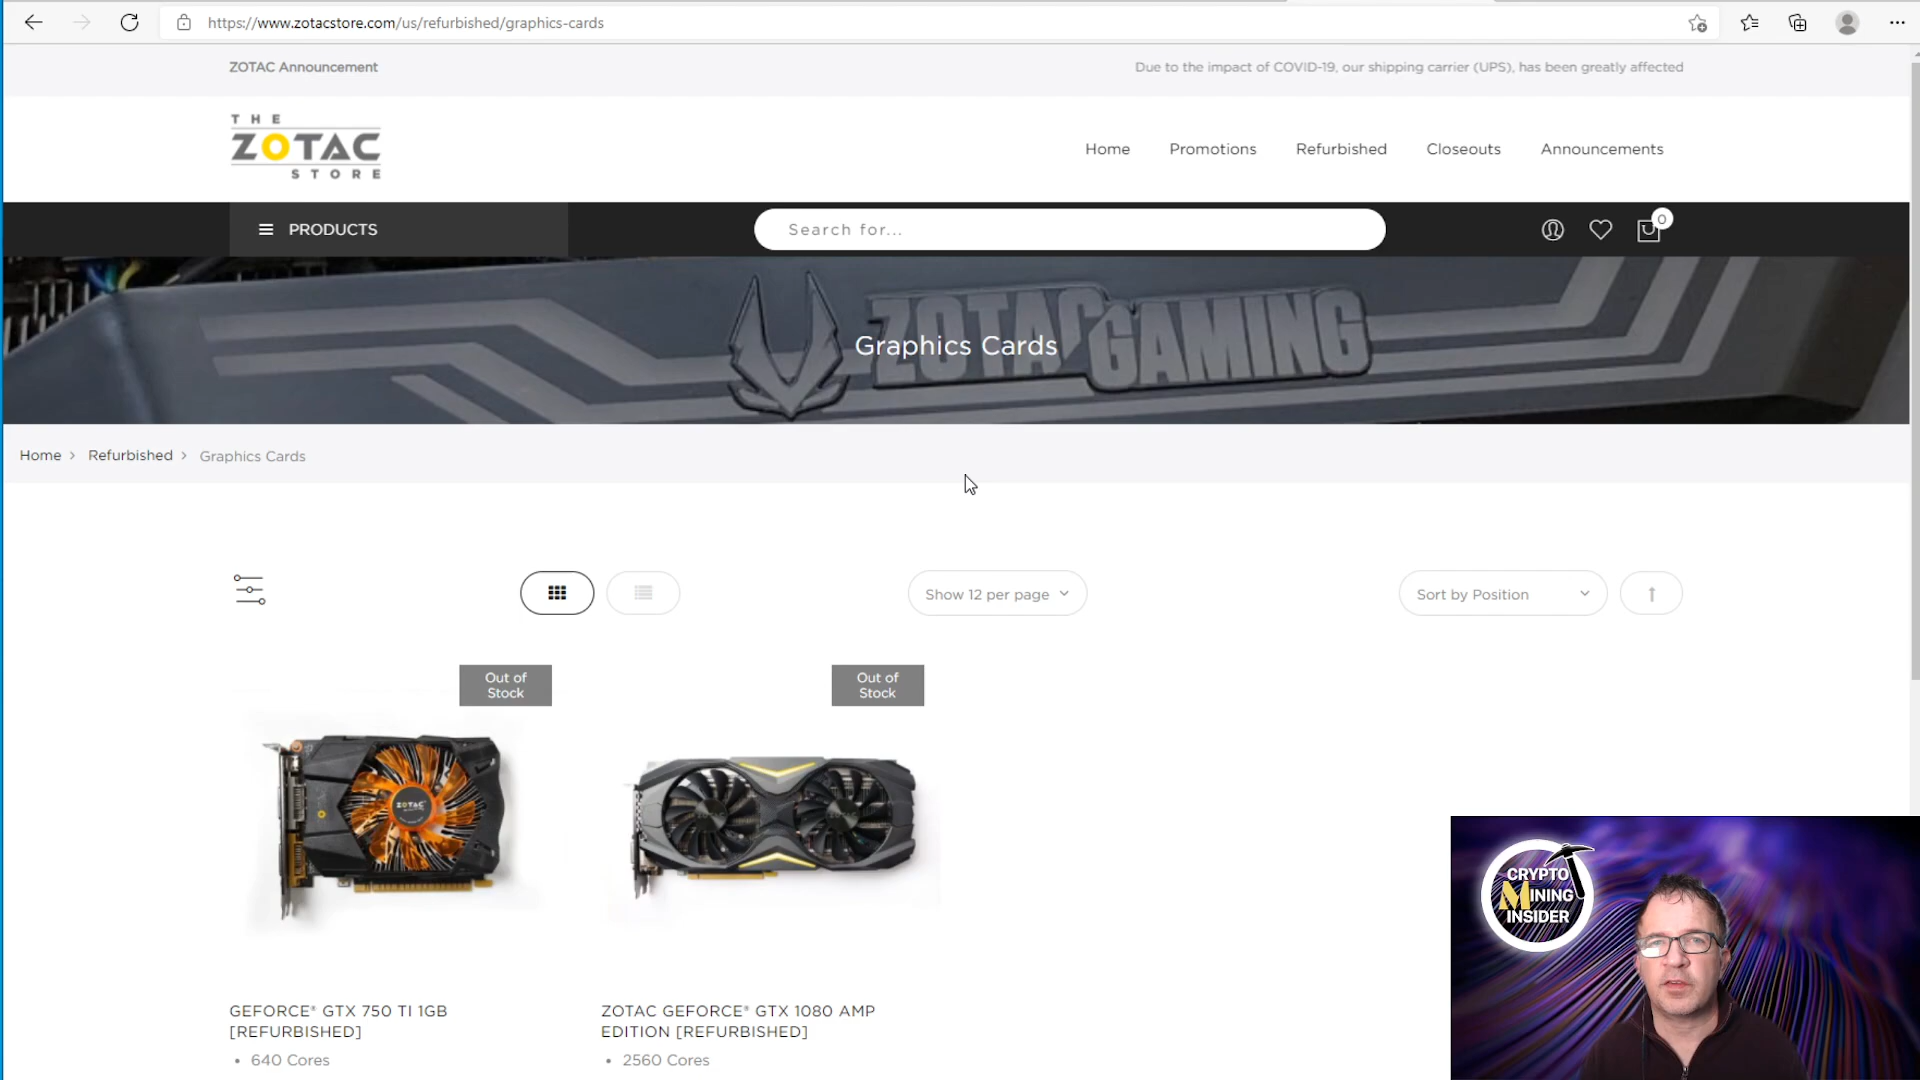 https://www.zotacstore.com/us/refurbished/graphics-cards
ZOTAC Announcement
Due to the impact of COVID-19, our shipping carrier (UPS), has been greatly affected
THE
ZOTAC
STORE
Home
Promotions
Refurbished
Closeouts
Announcements
PRODUCTS
Search for...
0
ZOTAC GAMING
Graphics Cards
Home > Refurbished > Graphics Cards
Show 12 per page
Sort by Position
Out of
Stock
Out of
Stock
ZOTAC
GEFORCE® GTX 750 TI 1GB
[REFURBISHED]
• 640 Cores
ZOTAC GEFORCE® GTX 1080 AMP
EDITION [REFURBISHED]
• 2560 Cores
CRYPTO
MINING
INSIDER